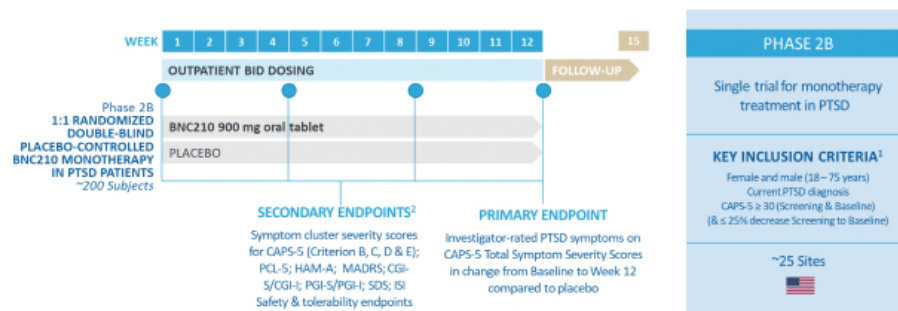 WEEK 1 2 3 4 5 6 7 8 9 10 11 12 15
OUTPATIENT BID DOSING
FOLLOW-UP
Phase 2B
1:1 RANDOMIZED
DOUBLE-BLIND
PLACEBO-CONTROLLED
BNC210 MONOTHERAPY
IN PTSD PATIENTS
~200 Subjects
BNC210 900 mg oral tablet
PLACEBO
SECONDARY ENDPOINTS²
Symptom cluster severity scores
for CAPS-5 (Criterion B, C, D & E);
PCL-5; HAM-A; MADRS; CGI-
S/CGI-I; PGI-S/PGI-I; SDS; ISI
Safety & tolerability endpoints
PRIMARY ENDPOINT
Investigator-rated PTSD symptoms on
CAPS-5 Total Symptom Severity Scores
in change from Baseline to Week 12
compared to placebo
PHASE 2B
Single trial for monotherapy
treatment in PTSD
KEY INCLUSION CRITERIA¹
Female and male (18 – 75 years)
Current PTSD diagnosis
CAPS-5 ≥ 30 (Screening & Baseline)
(& ≤ 25% decrease Screening to Baseline)
~25 Sites